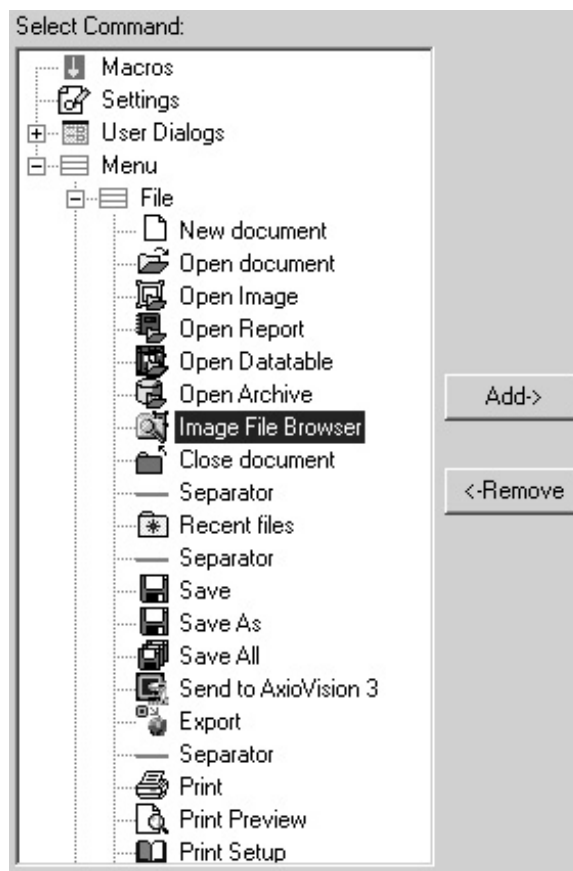 Select Command:
Macros
Settings
User Dialogs
Menu
File
New document
Open document
Open Image
Open Report
Open Datatable
Open Archive
Add->
Image File Browser
Close document
<-Remove
Separator
Recent files
Separator
Save
Save As
Save All
Send to AxioVision 3
Export
Separator
Print
Print Preview
Print Setup